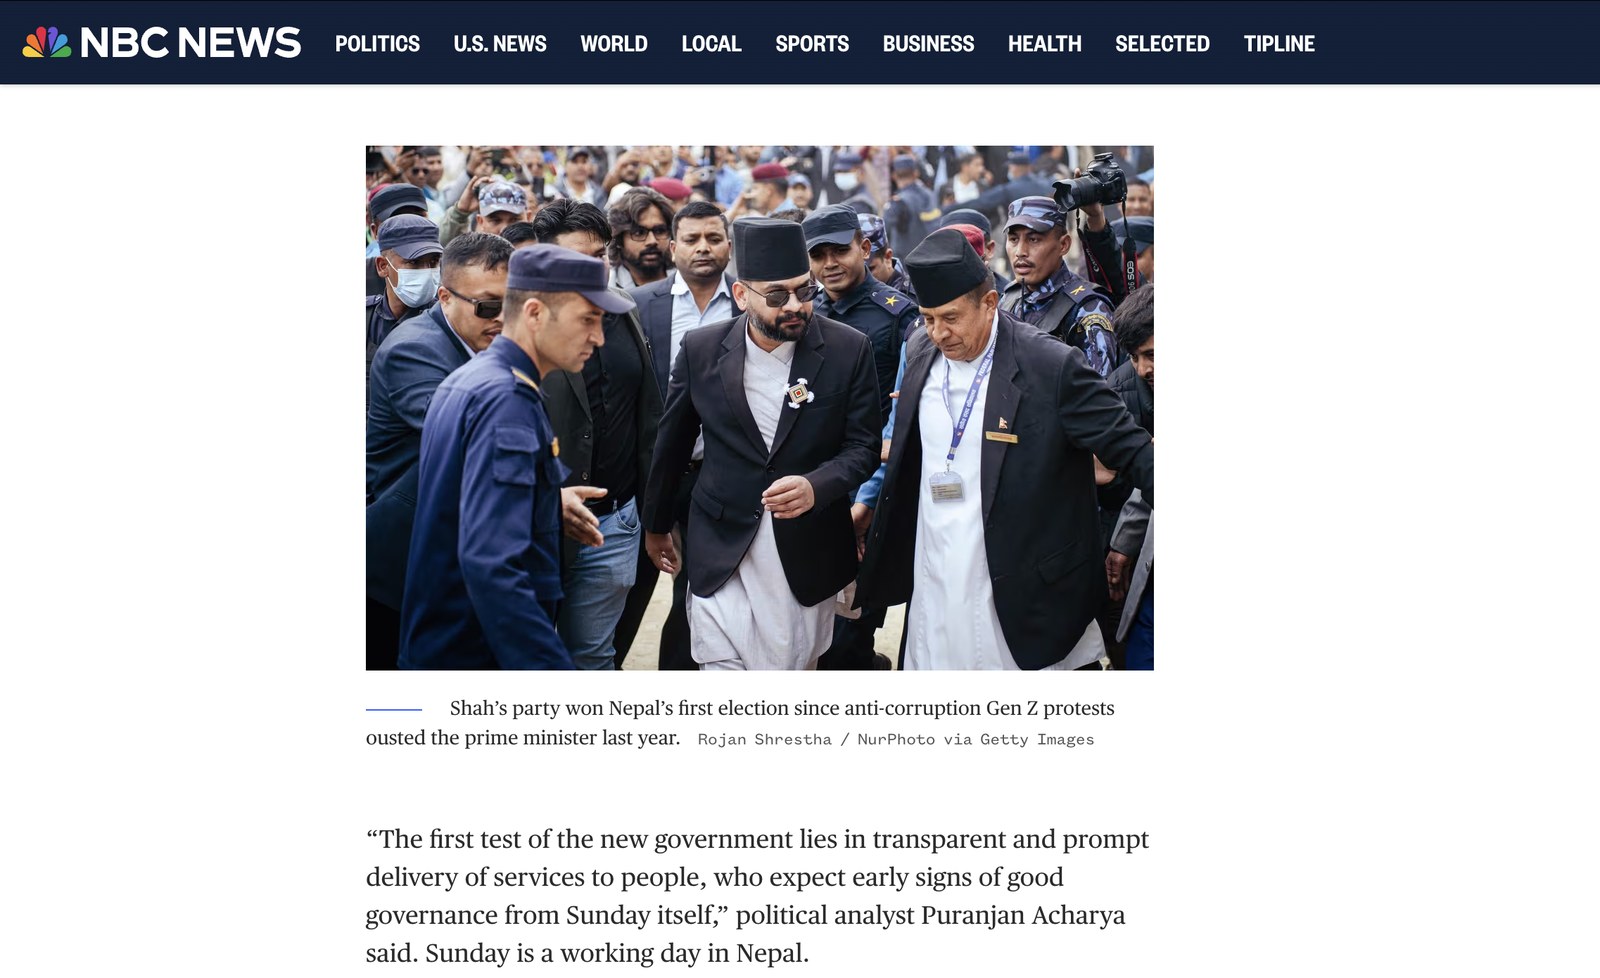 NBC NEWS POLITICS U.S. NEWS WORLD LOCAL SPORTS BUSINESS HEALTH SELECTED TIPLINE
EOS
Shah’s party won Nepal’s first election since anti-corruption Gen Z protests
ousted the prime minister last year. Rojan Shrestha / NurPhoto via Getty Images
“The first test of the new government lies in transparent and prompt
delivery of services to people, who expect early signs of good
governance from Sunday itself,” political analyst Puranjan Acharya
said. Sunday is a working day in Nepal.